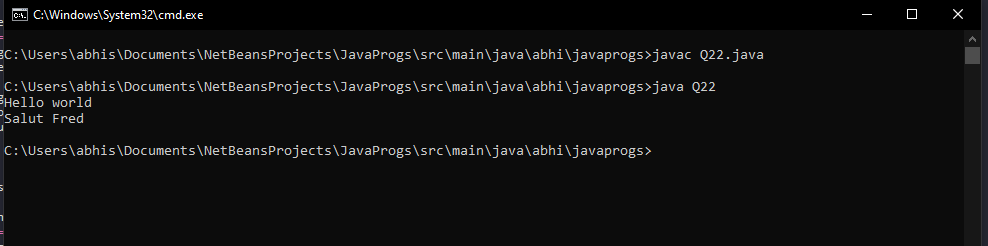 C:\Windows\System32\cmd.exe
C:\Users\abhis\Documents\NetBeansProjects\JavaProgs\src\main\java\abhi\javaprogs>javac Q22.java
C:\Users\abhis\Documents\NetBeansProjects\JavaProgs\src\main\java\abhi\javaprogs>java Q22
Hello world
Salut Fred
C:\Users\abhis\Documents\NetBeansProjects\JavaProgs\src\main\java\abhi\javaprogs>